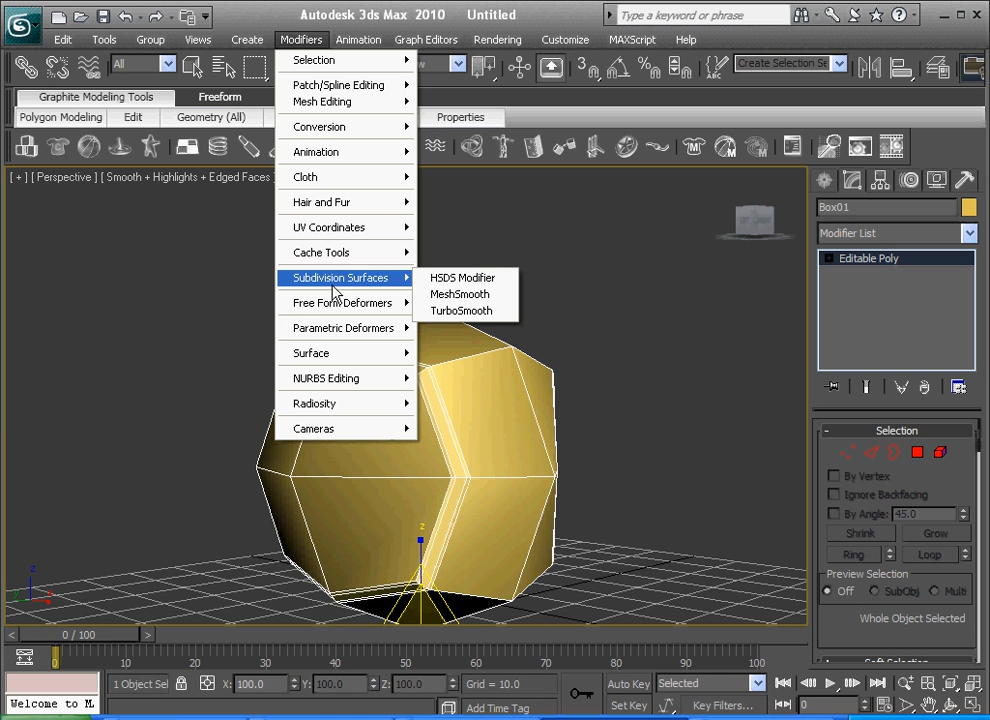 Autodesk 3ds Max 2010 Untitled
Type a keyword or phrase
Edit Tools Group Views Create Modifiers Animation Graph Editors Rendering Customize MAXScript Help
All
Create Selection Se
Graphite Modeling Tools Freeform
Polygon Modeling Edit Geometry (All) Properties
Selection
Patch/Spline Editing
Mesh Editing
Conversion
Animation
Cloth
Hair and Fur
UV Coordinates
Cache Tools
Subdivision Surfaces
Free Form Deformers
Parametric Deformers
Surface
NURBS Editing
Radiosity
Cameras
HSDS Modifier
MeshSmooth
TurboSmooth
[ + ] [ Perspective ] [ Smooth + Highlights + Edged Faces ]
Box01
Modifier List
Editable Poly
Selection
By Vertex
Ignore Backfacing
By Angle: 45.0
Shrink Grow
Ring Loop
Preview Selection
Off SubObj Multi
Whole Object Selected
z
z
0 / 100
0 10 20 30 40 50 60 70 80 90 100
1 Object Sel X: 100.0 Y: 100.0 Z: 100.0 Grid = 10.0 Auto Key Selected
Welcome to M Add Time Tag Set Key Key Filters... 0